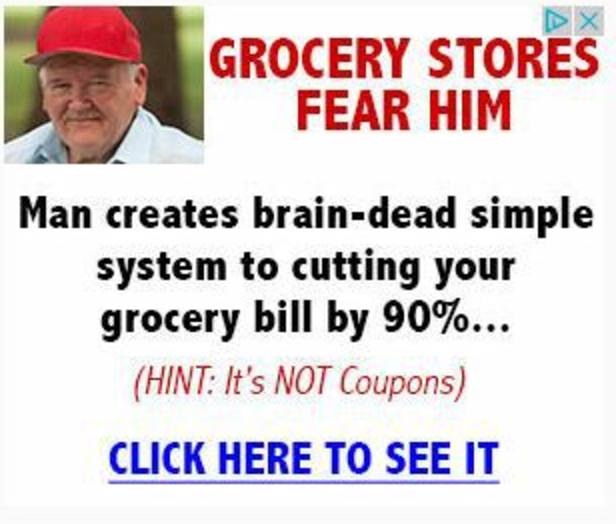 GROCERY STORES
FEAR HIM
Man creates brain-dead simple
system to cutting your
grocery bill by 90%...
(HINT: It's NOT Coupons)
CLICK HERE TO SEE IT